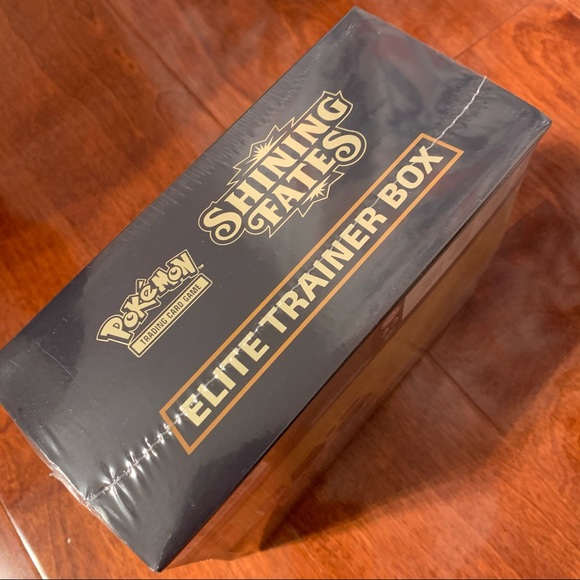 SHINING
FATES
Pokémon
TRADING CARD GAME
ELITE TRAINER BOX